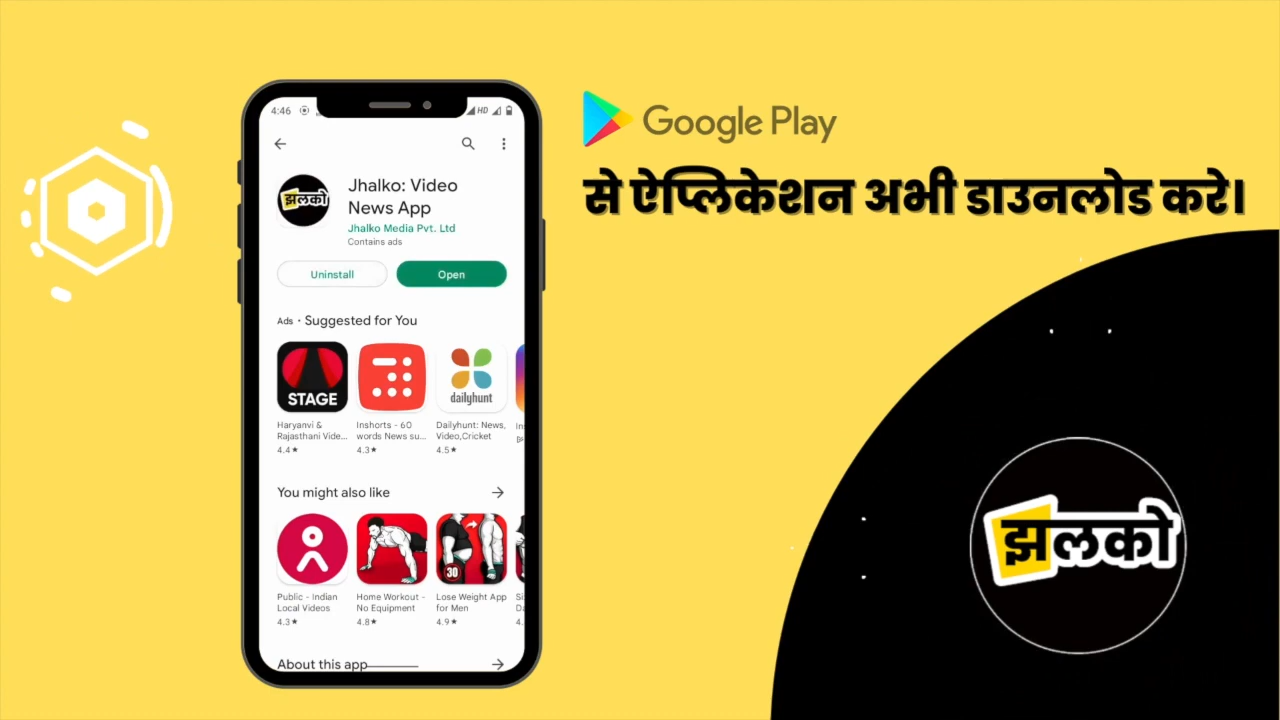 4:46
HD
Google Play
से ऐप्लिकेशन अभी डाउनलोड करे।
झलको
Jhalko: Video
News App
Jhalko Media Pvt. Ltd
Contains ads
Uninstall
Open
Ads • Suggested for You
STAGE
dailyhunt
Haryanvi &
Rajasthani Vide...
4.4★
Inshorts - 60
words News su...
4.3★
Dailyhunt: News,
Video,Cricket
4.5★
You might also like
30
Public - Indian
Local Videos
4.3★
Home Workout -
No Equipment
4.8★
Lose Weight App
for Men
4.9★
About this app
झलको